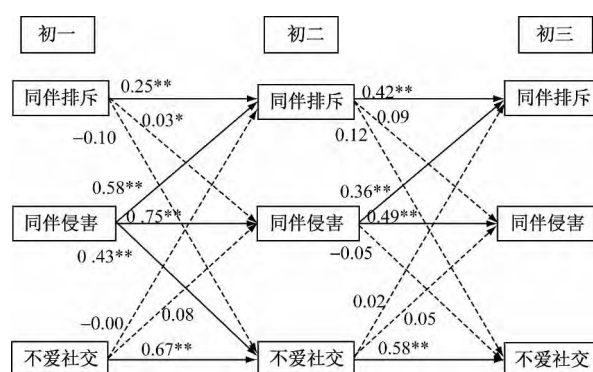 初一 初二 初三
同伴排斥 0.25** 同伴排斥 0.42** 同伴排斥
0.03* 0.09
-0.10 0.12
0.58** 0.36**
同伴侵害 0.75** 同伴侵害 0.49** 同伴侵害
0.43** -0.05
-0.00 0.08 0.02 0.05
不爱社交 0.67** 不爱社交 0.58** 不爱社交